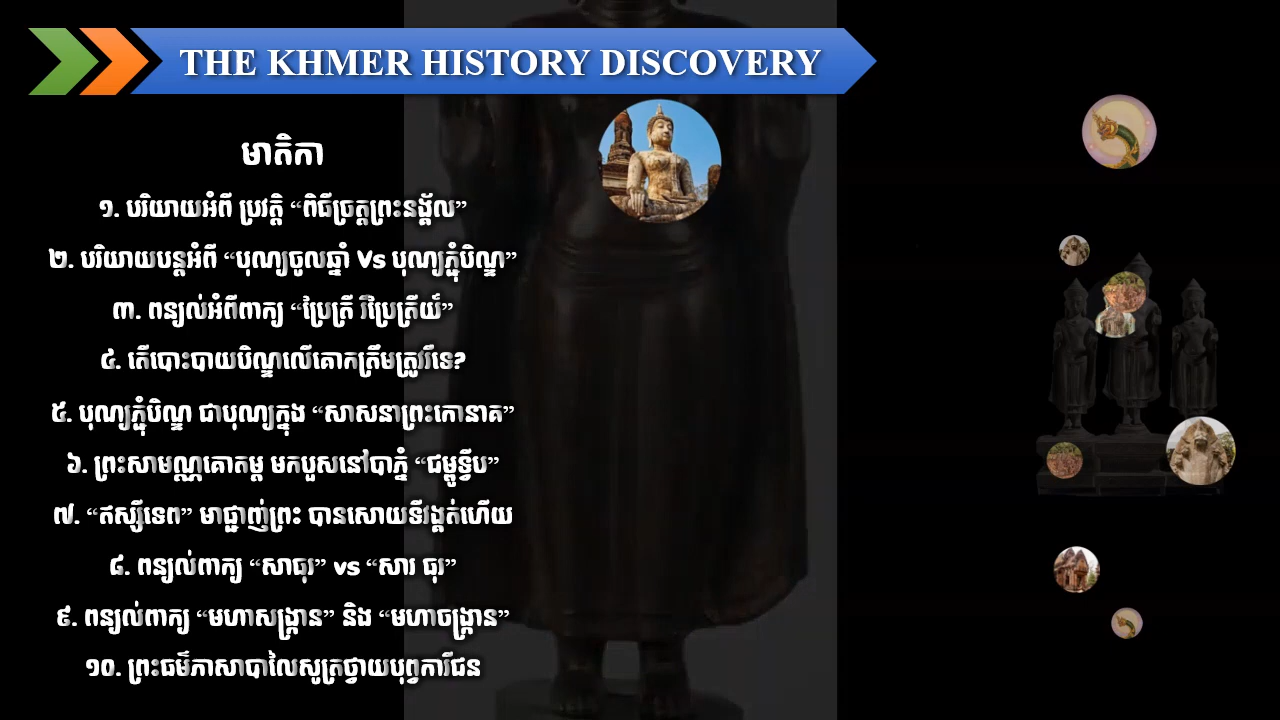 THE KHMER HISTORY DISCOVERY
មាតិកា
១. បរិយាយអំពី ប្រវត្តិ “ពិធីច្រត្តព្រះនង្គ័ល”
២. បរិយាយបន្តអំពី “បុណ្យចូលឆ្នាំ Vs បុណ្យភ្ជុំបិណ្ឌ”
៣. ពន្យល់អំពីពាក្យ “ប្រៃត្រី រឺប្រៃត្រីយ៍”
៤. តើបោះបាយបិណ្ឌលើគោកត្រឹមត្រូវរឺទេ?
៥. បុណ្យភ្ជុំបិណ្ឌ ជាបុណ្យក្នុង “សាសនាព្រះកោនាគ”
៦. ព្រះសាមណ្ណគោតម្ត មកបួសនៅបាភ្នំ “ជម្ពូទ្វីប”
៧. “ឥស្សីទេព” មាផ្ចាញ់ព្រះ បានសោយទីវង្គត់ហើយ
៨. ពន្យល់ពាក្យ “សាធុរ” vs “សារ ធុរ”
៩. ពន្យល់ពាក្យ “មហាសង្ក្រាន” និង “មហាចង្ក្រាន”
១០. ព្រះធម៌ភាសាបាលៃសូត្រថ្វាយបុព្វការីជន